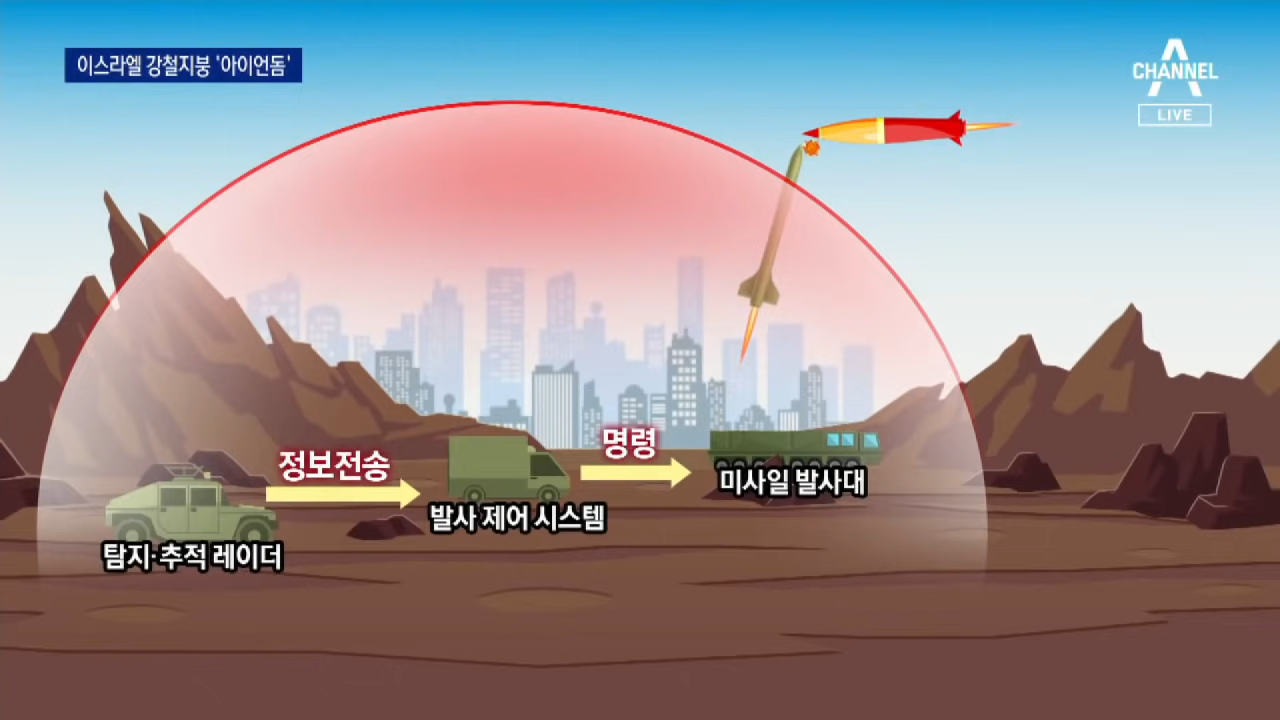 이스라엘 강철지붕 '아이언돔'
CHANNEL A
LIVE
정보전송
명령
미사일 발사대
발사 제어 시스템
탐지·추적 레이더